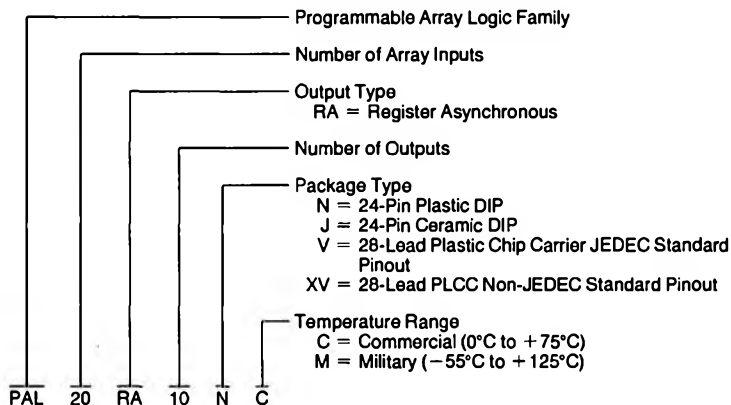 Programmable Array Logic Family
Number of Array Inputs
Output Type
RA = Register Asynchronous
Number of Outputs
Package Type
N = 24-Pin Plastic DIP
J = 24-Pin Ceramic DIP
V = 28-Lead Plastic Chip Carrier JEDEC Standard
Pinout
XV = 28-Lead PLCC Non-JEDEC Standard Pinout
Temperature Range
C = Commercial (0°C to +75°C)
M = Military (−55°C to +125°C)
PAL 20 RA 10 N C